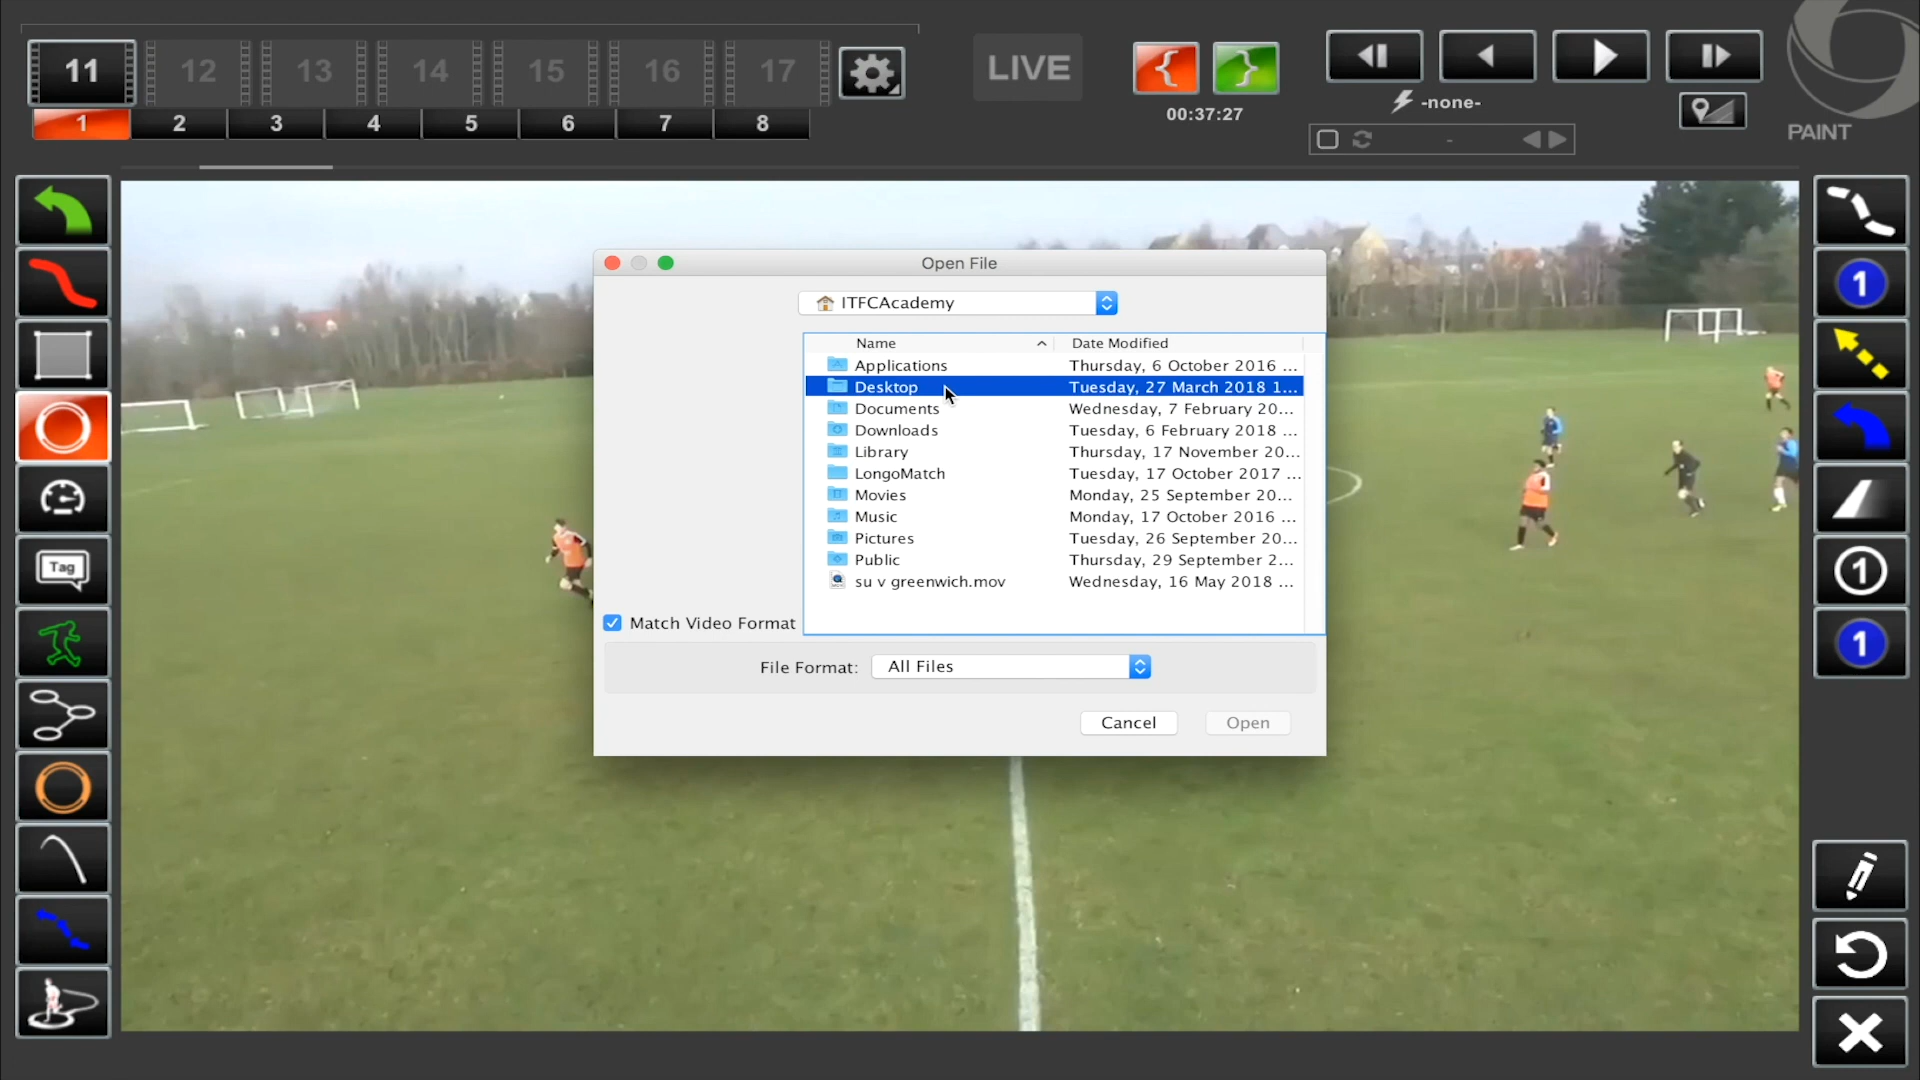 11 12 13 14 15 16 17
LIVE
00:37:27
-none-
-
PAINT
1 2 3 4 5 6 7 8
Open File
ITFCAcademy
Name Date Modified
Applications Thursday, 6 October 2016 ...
Desktop Tuesday, 27 March 2018 1...
Documents Wednesday, 7 February 20...
Downloads Tuesday, 6 February 2018 ...
Library Thursday, 17 November 20...
LongoMatch Tuesday, 17 October 2017 ...
Movies Monday, 25 September 20...
Music Monday, 17 October 2016 ...
Pictures Tuesday, 26 September 20...
Public Thursday, 29 September 2...
su v greenwich.mov Wednesday, 16 May 2018 ...
Match Video Format
File Format: All Files
Cancel Open
Tag
1
1
1